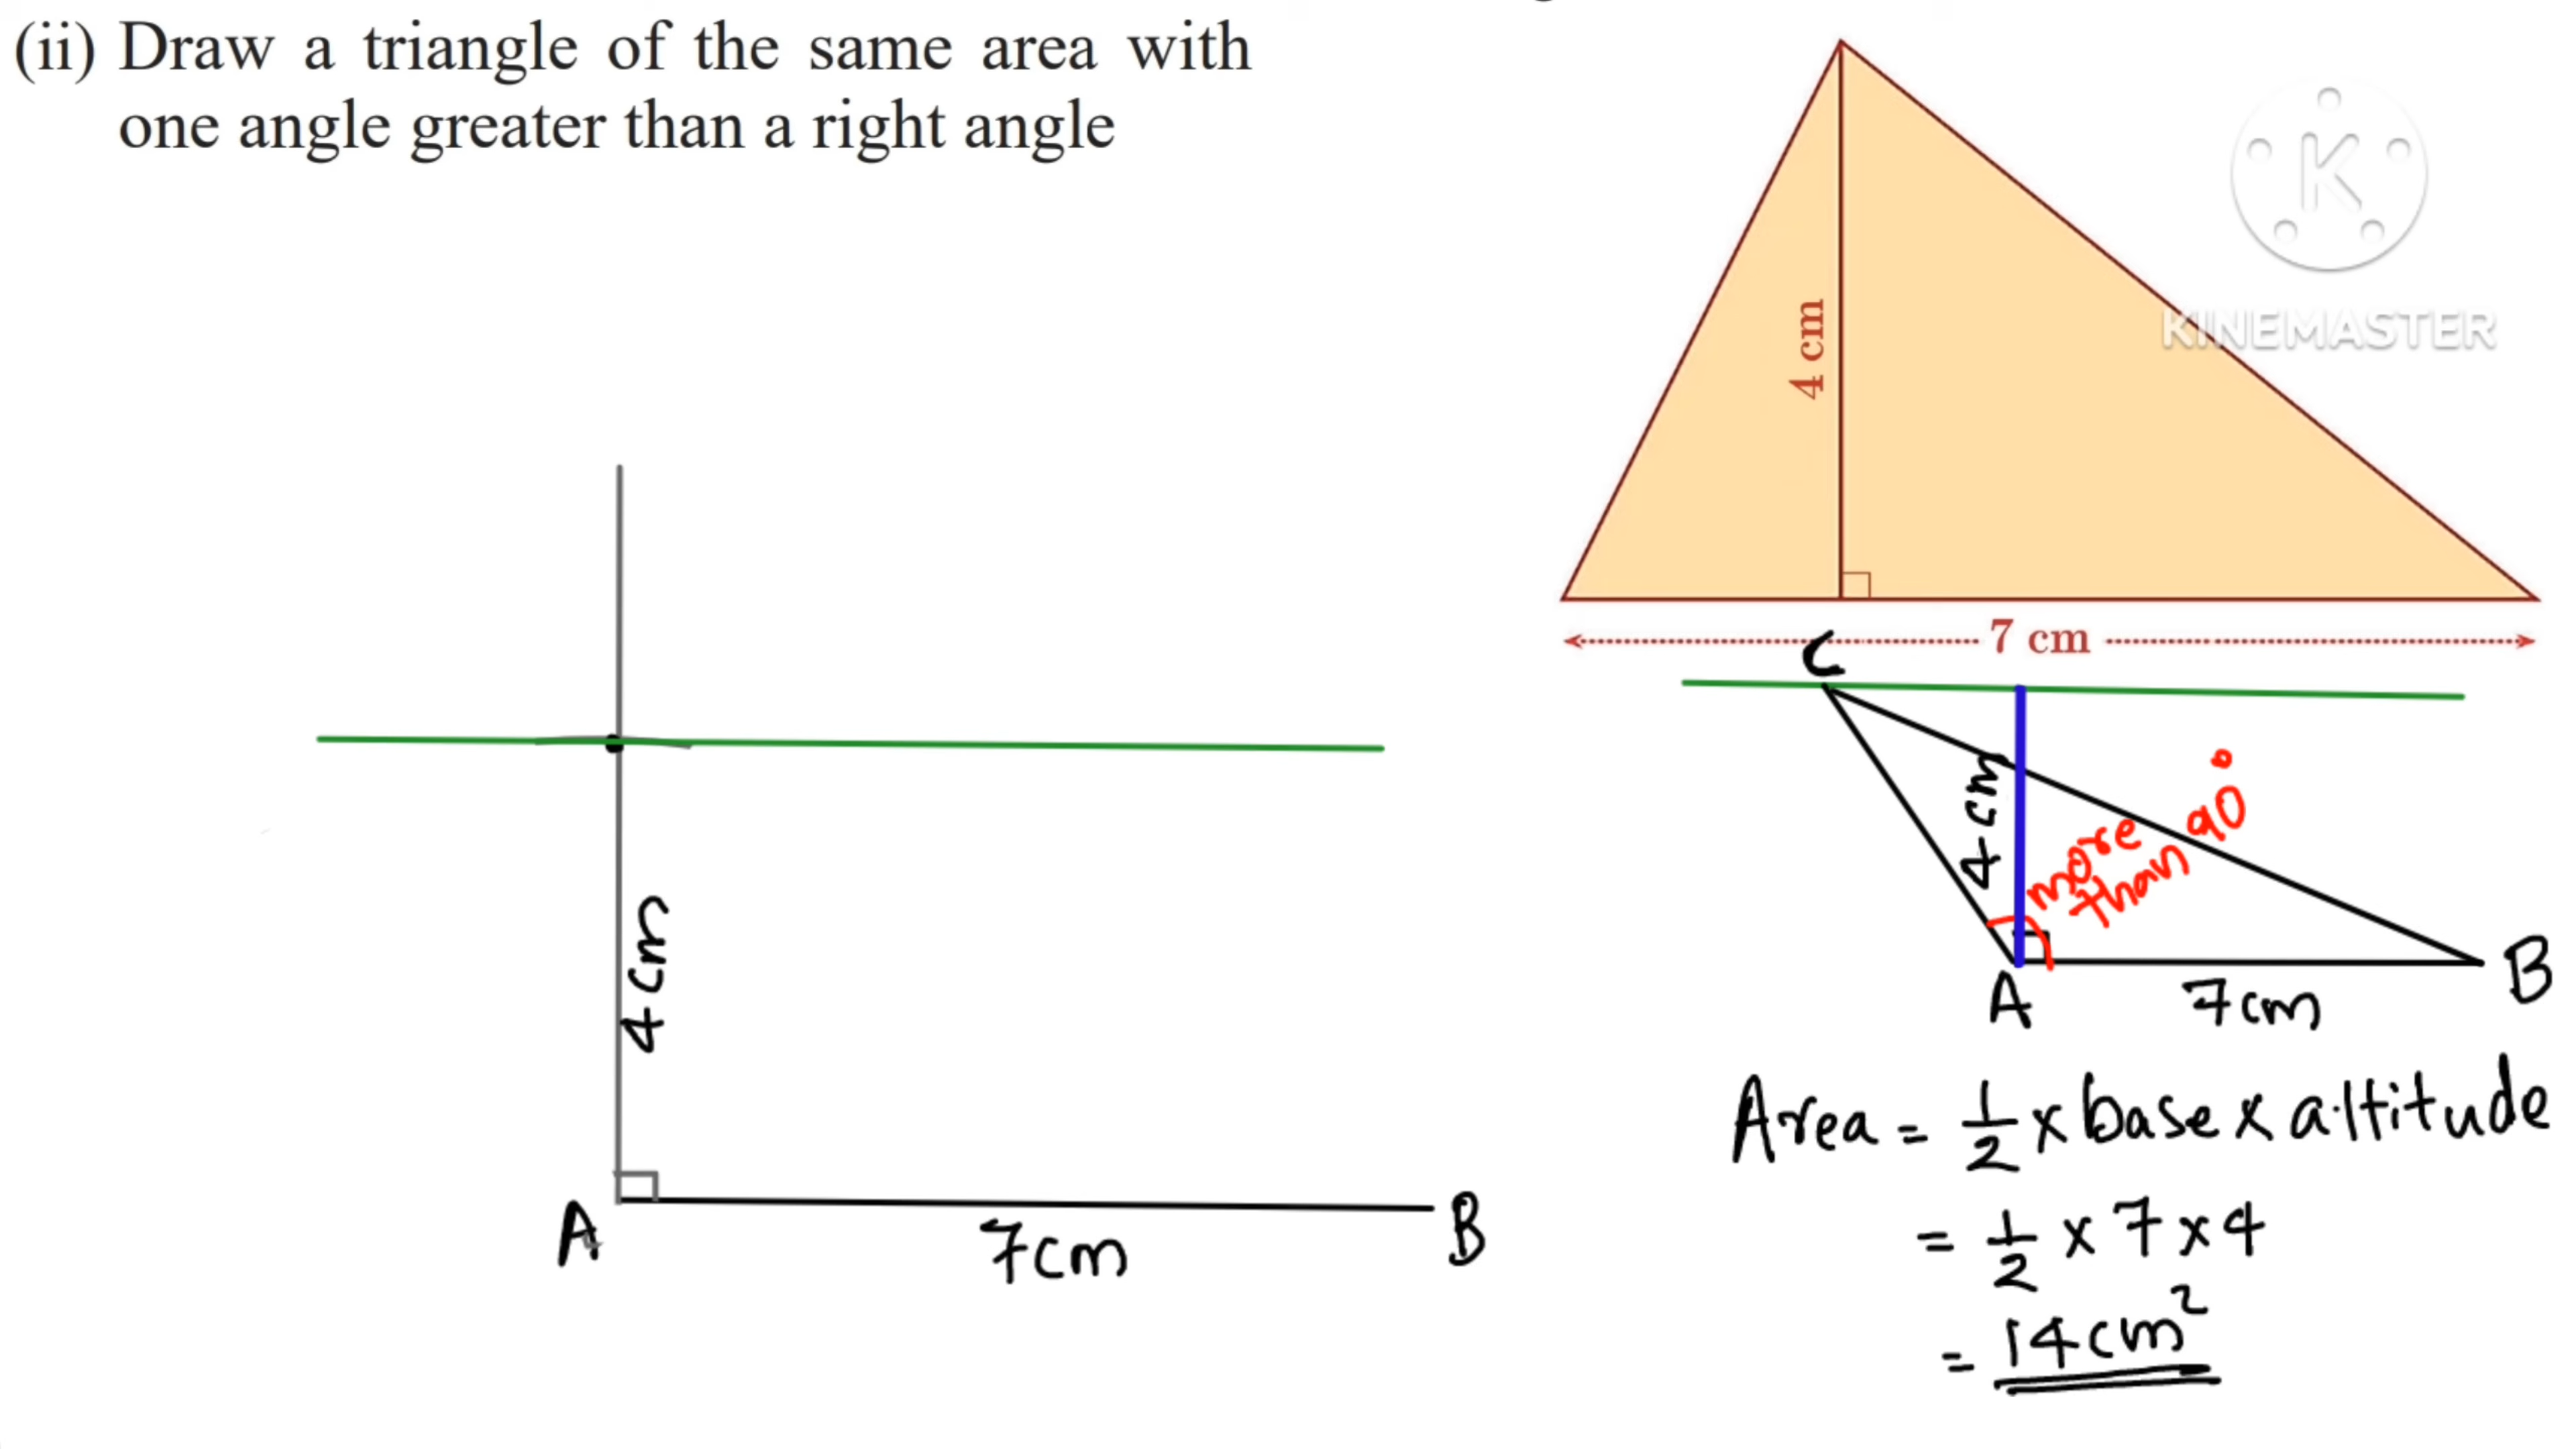 (ii) Draw a triangle of the same area with
one angle greater than a right angle
K
KINEMASTER
4 cm
7 cm
C
4cm
more
than 90°
A
7cm
B
4cm
A
7cm
B
Area = 1/2 × base × altitude
= 1/2 × 7 × 4
= 14cm²